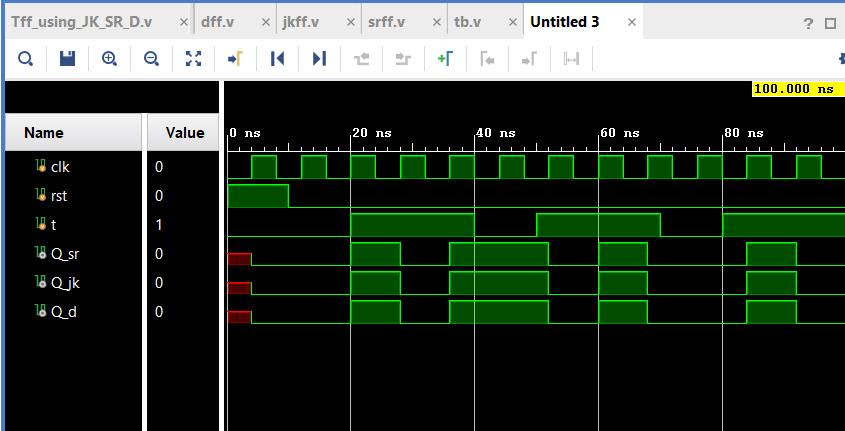 Tff_using_JK_SR_D.v × dff.v × jkff.v × srff.v × tb.v × Untitled 3 × ?
100.000 ns
Name Value 0 ns 20 ns 40 ns 60 ns 80 ns
clk 0
rst 0
t 1
Q_sr 0
Q_jk 0
Q_d 0